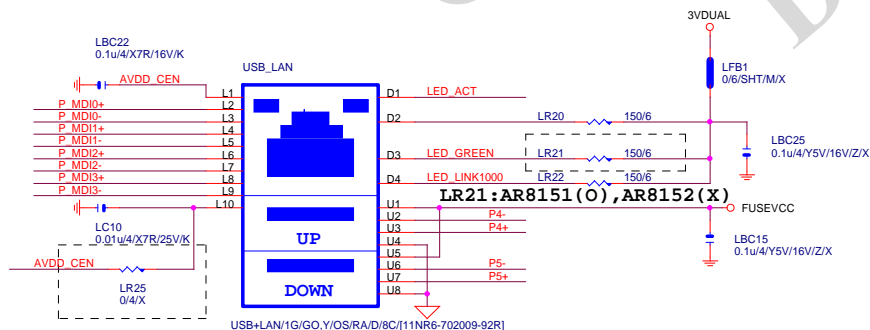 3VDUAL
LBC22
0.1u/4/X7R/16V/K
USB_LAN
LFB1
0/6/SHT/M/X
AVDD_CEN
L1
D1
LED_ACT
P_MDI0+
L2
P_MDI0-
L3
D2
LR20
150/6
P_MDI1+
L4
P_MDI1-
L5
LBC25
0.1u/4/Y5V/16V/Z/X
P_MDI2+
L6
D3
LED_GREEN
LR21
150/6
P_MDI2-
L7
P_MDI3+
L8
D4
LED_LINK1000
LR22
150/6
P_MDI3-
L9
LR21:AR8151(O),AR8152(X)
L10
U1
FUSEVCC
LC10
0.01u/4/X7R/25V/K
U2
P4-
U3
P4+
UP
U4
U5
LBC15
0.1u/4/Y5V/16V/Z/X
AVDD_CEN
U6
P5-
U7
P5+
LR25
0/4/X
DOWN
U8
USB+LAN/1G/GO,Y/OS/RA/D/8C/[11NR6-702009-92R]